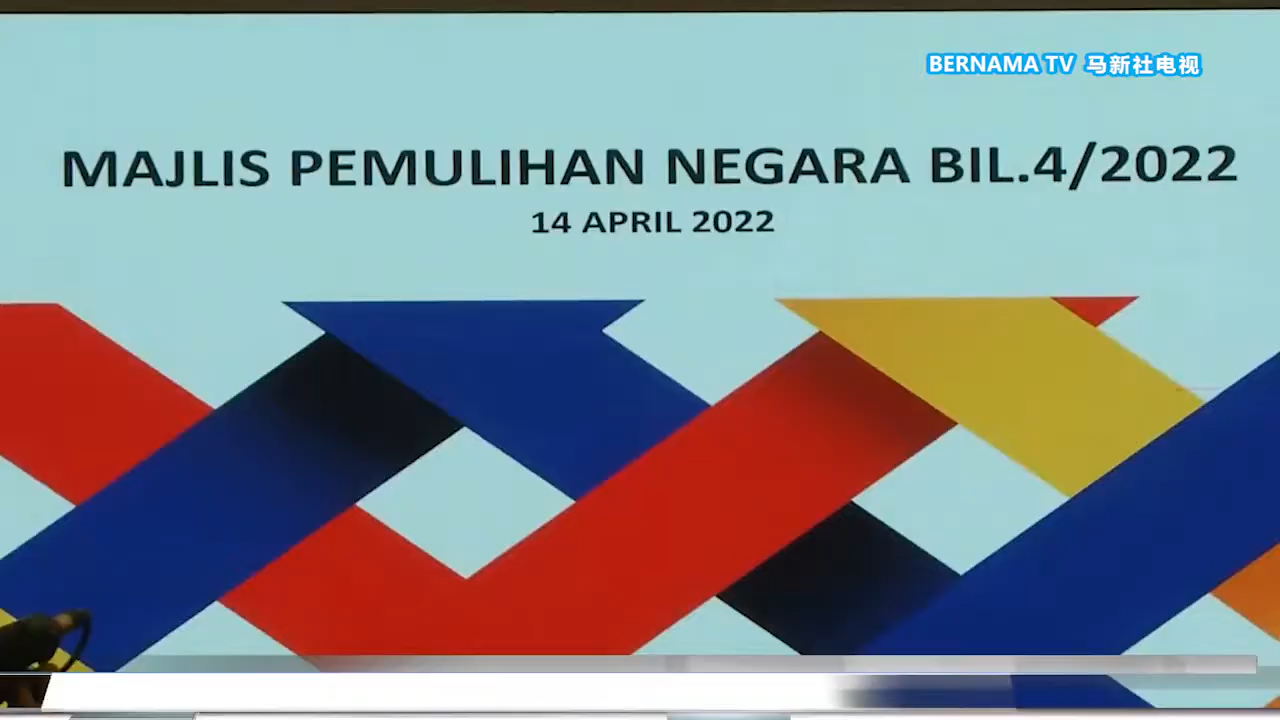 BERNAMA TV 马新社电视
MAJLIS PEMULIHAN NEGARA BIL.4/2022
14 APRIL 2022